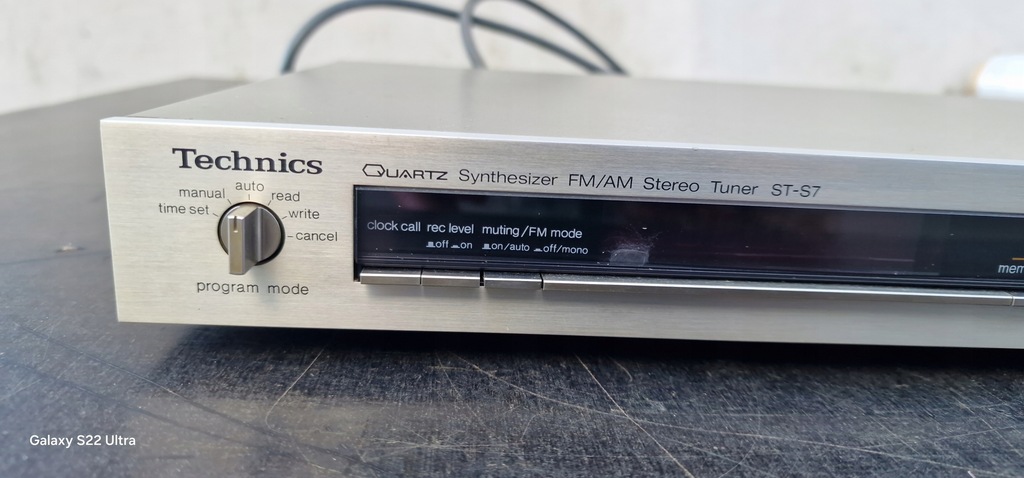 Technics
QUARTZ Synthesizer FM/AM Stereo Tuner ST-S7
auto
manual read
time set write
cancel
program mode
clock call rec level muting/FM mode
off on on/auto off/mono
Galaxy S22 Ultra